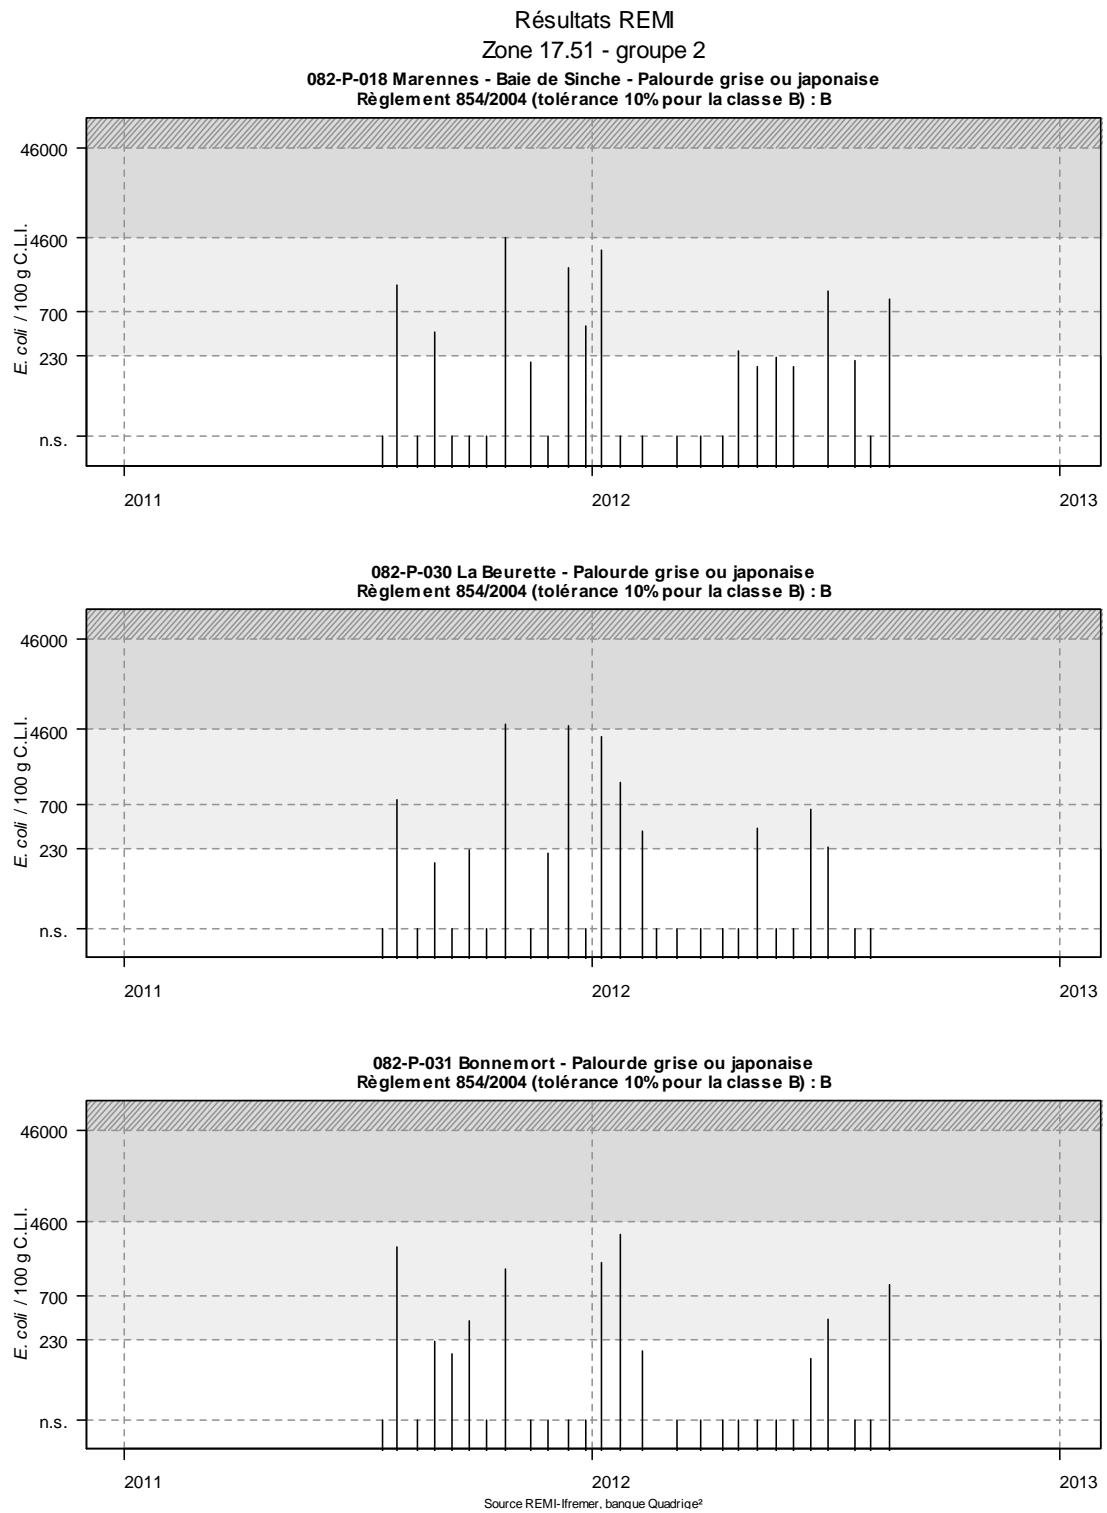 Résultats REMI
Zone 17.51 - groupe 2
082-P-018 Marennes - Baie de Sinche - Palourde grise ou japonaise
Règlement 854/2004 (tolérance 10% pour la classe B) : B
46000
4600
700
230
n.s.
E. coli / 100 g C.L.I.
2011 2012 2013
082-P-030 La Beurette - Palourde grise ou japonaise
Règlement 854/2004 (tolérance 10% pour la classe B) : B
46000
4600
700
230
n.s.
E. coli / 100 g C.L.I.
2011 2012 2013
082-P-031 Bonnemort - Palourde grise ou japonaise
Règlement 854/2004 (tolérance 10% pour la classe B) : B
46000
4600
700
230
n.s.
E. coli / 100 g C.L.I.
2011 2012 2013
Source REMI-Ifremer, banque Quadrige²